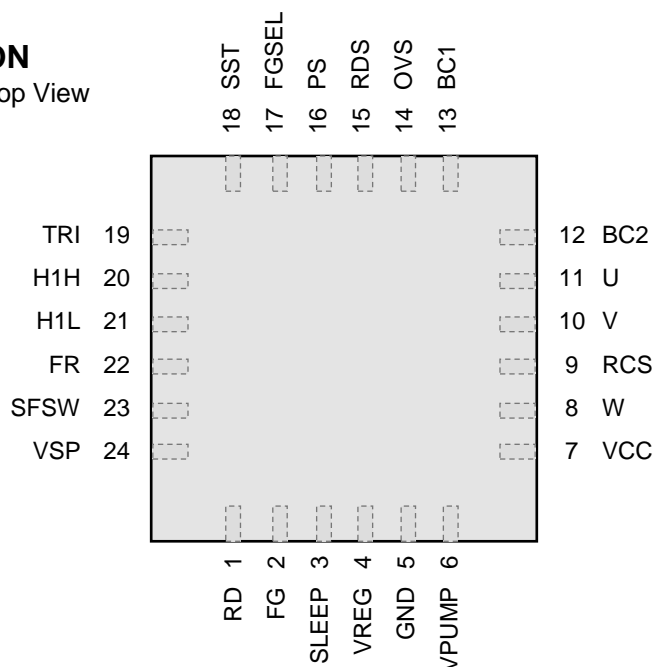 ON
op View
18 SST
17 FGSEL
16 PS
15 RDS
14 OVS
13 BC1
TRI 19
H1H 20
H1L 21
FR 22
SFSW 23
VSP 24
12 BC2
11 U
10 V
9 RCS
8 W
7 VCC
RD 1
FG 2
SLEEP 3
VREG 4
GND 5
VPUMP 6